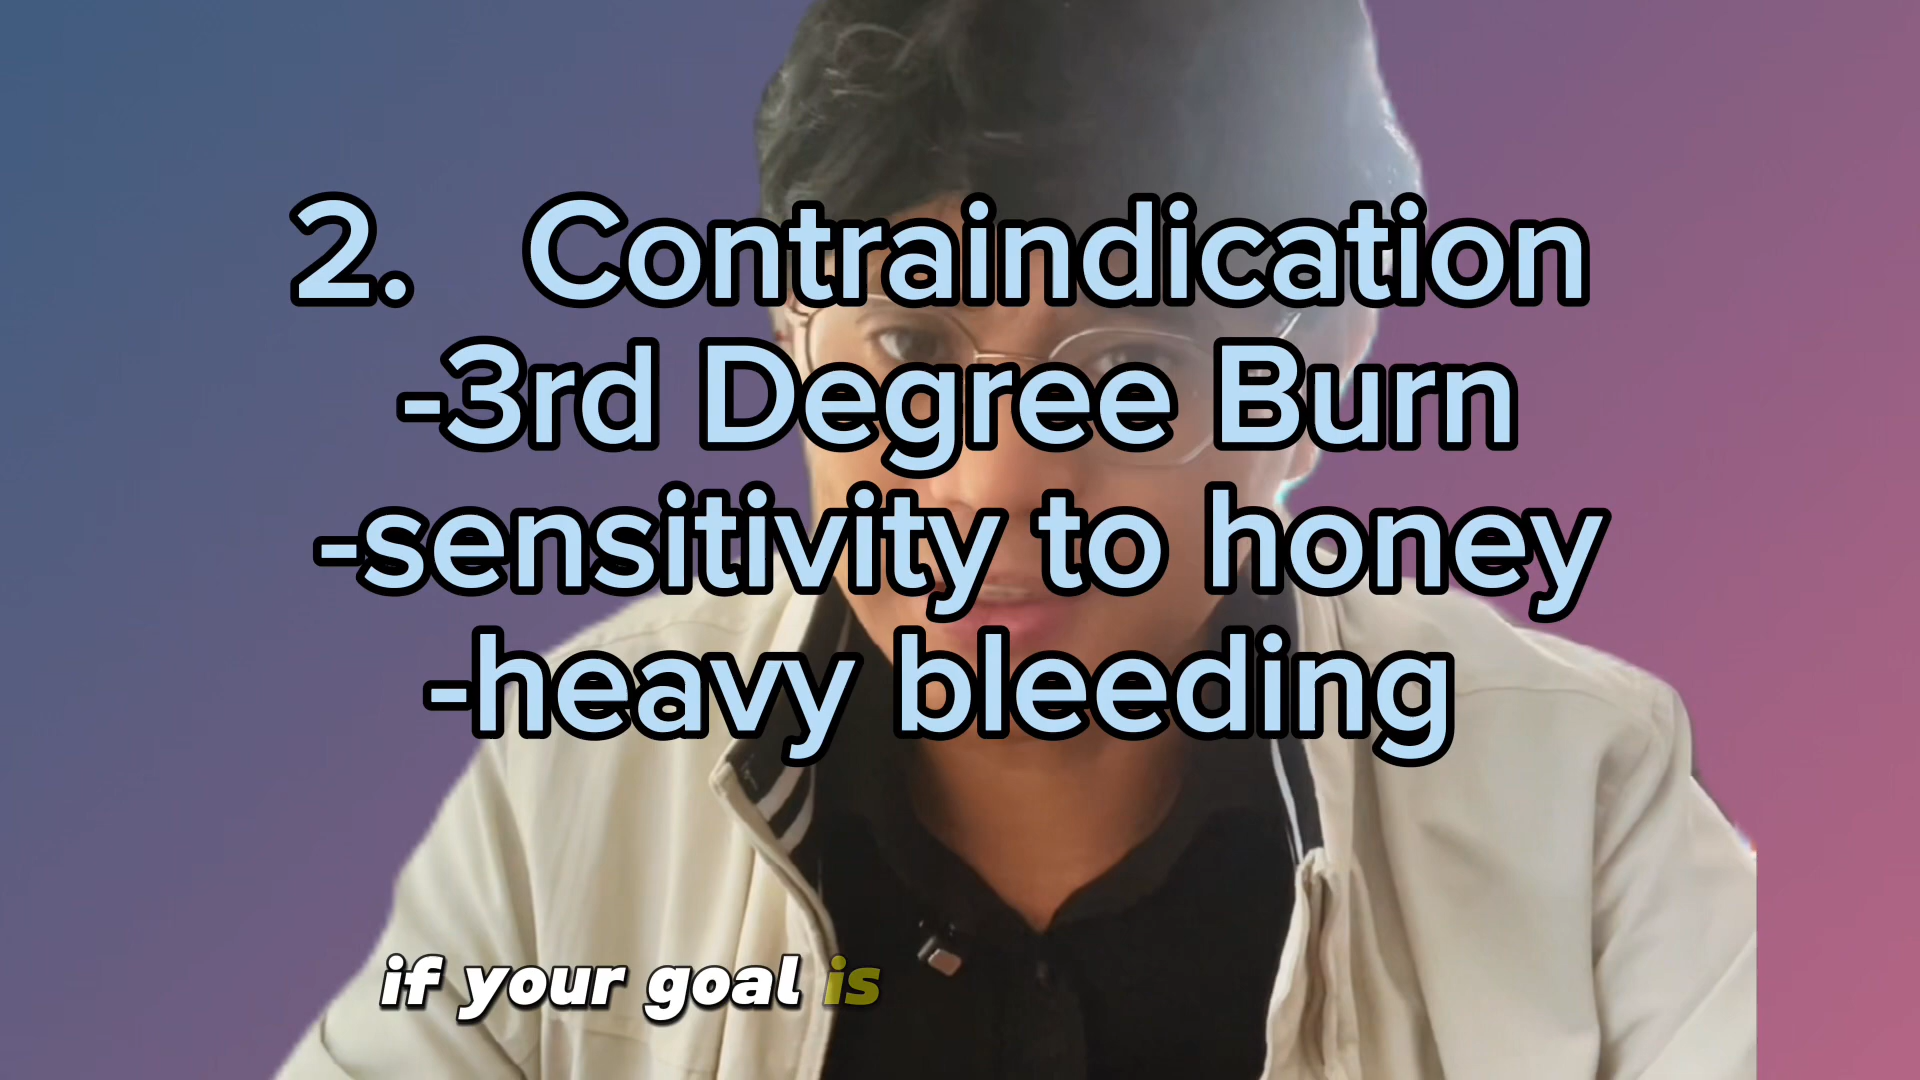 2. Contraindication
-3rd Degree Burn
-sensitivity to honey
-heavy bleeding
if your goal is